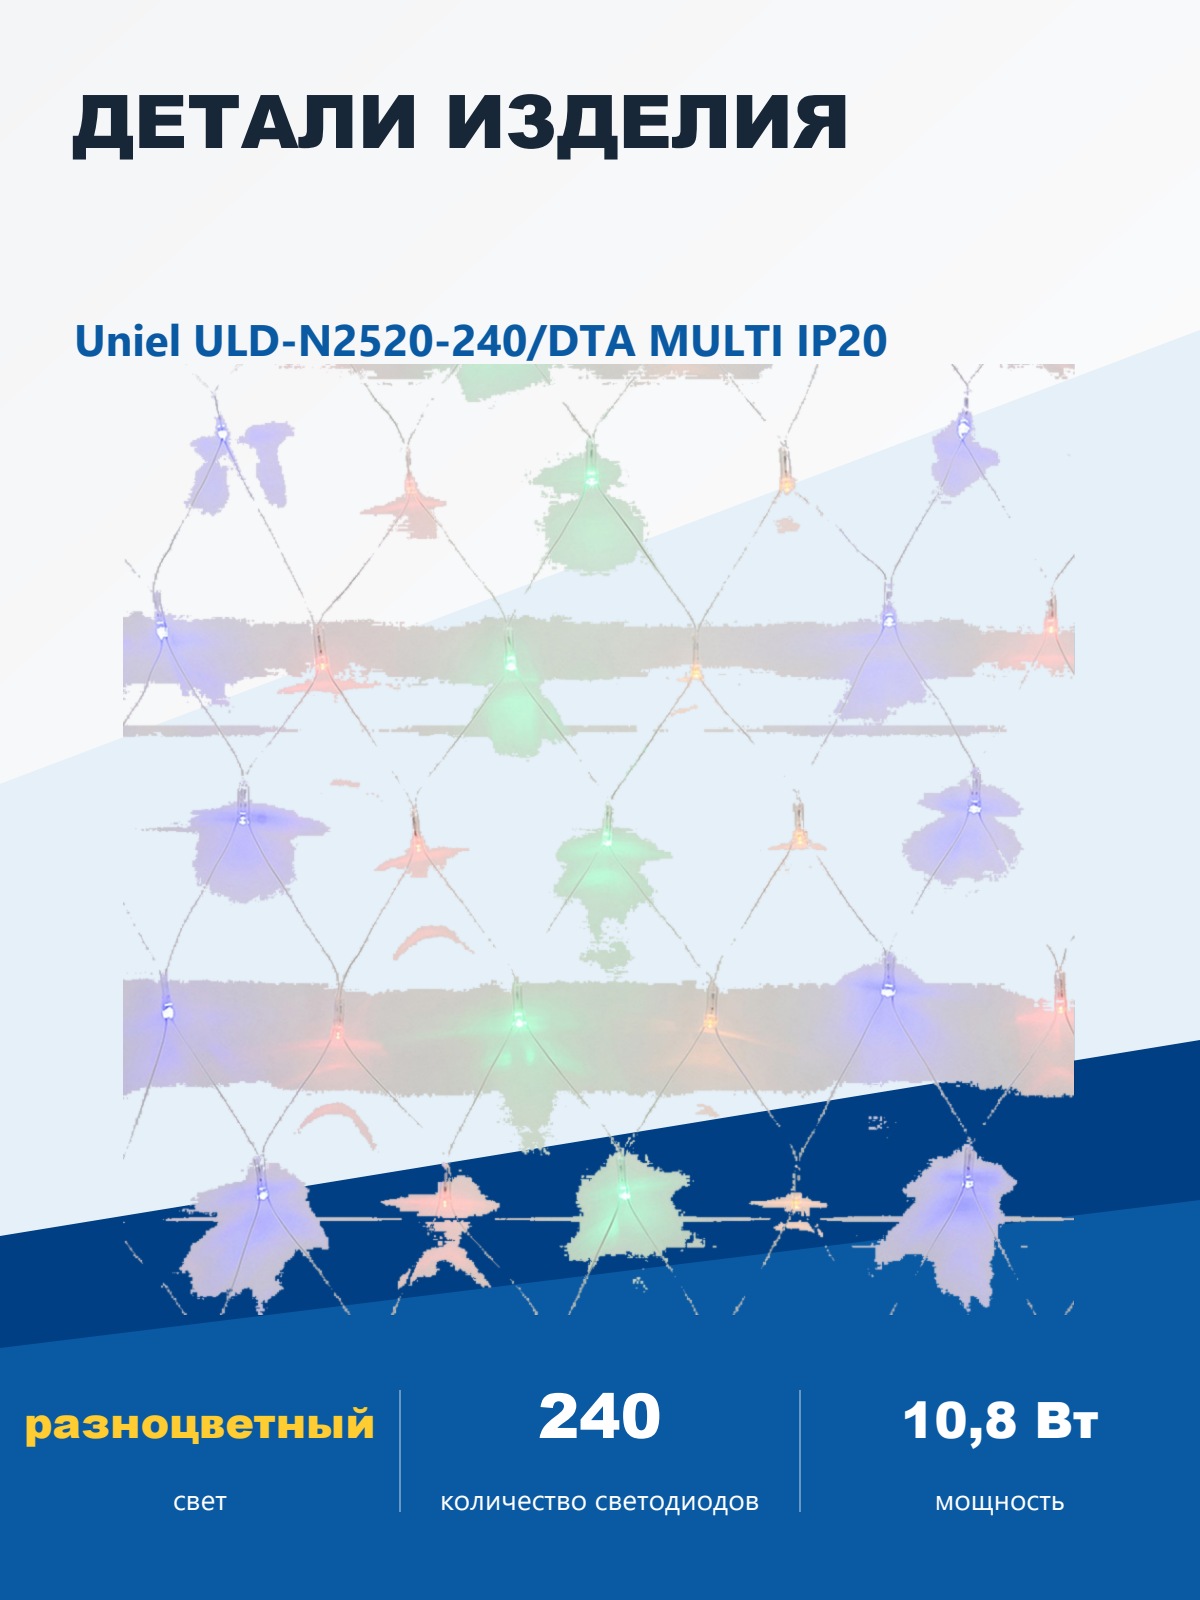 ДЕТАЛИ ИЗДЕЛИЯ
Uniel ULD-N2520-240/DTA MULTI IP20
разноцветный
свет
240
количество светодиодов
10,8 Вт
мощность